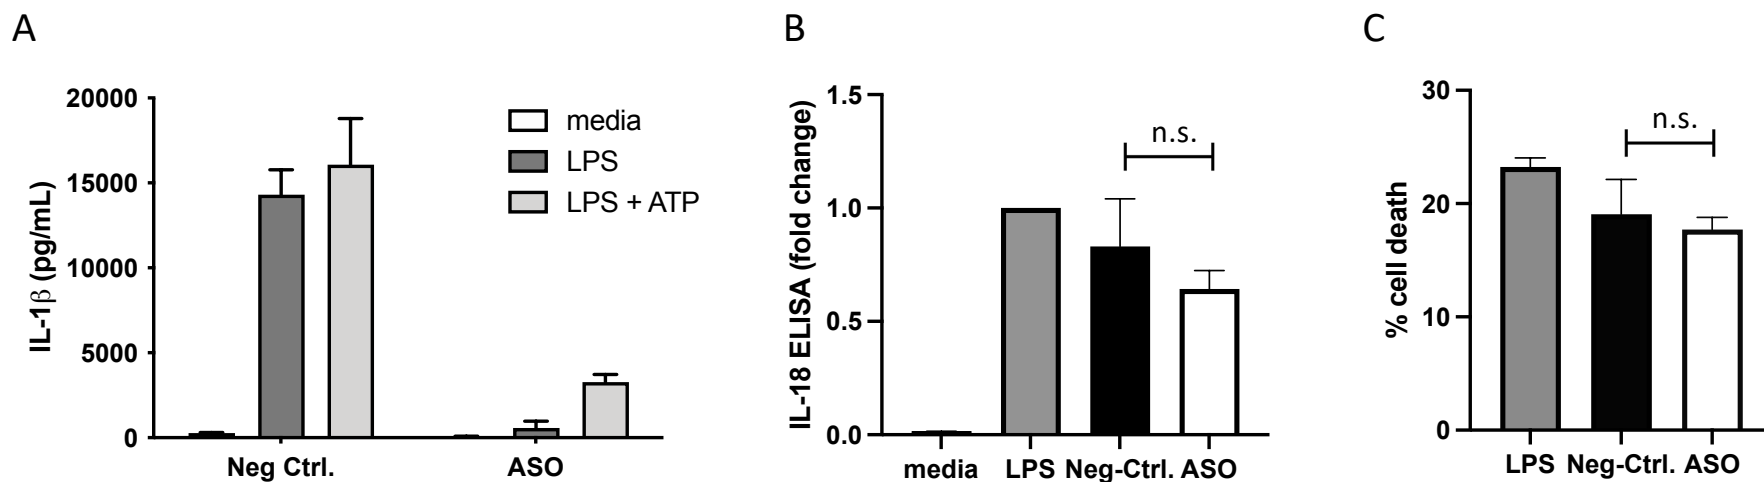 A
IL-1β (pg/mL)
20000
15000
10000
5000
0
media
LPS
LPS + ATP
Neg Ctrl.
ASO
B
IL-18 ELISA (fold change)
1.5
1.0
0.5
0.0
n.s.
media
LPS
Neg-Ctrl.
ASO
C
% cell death
30
20
10
0
n.s.
LPS
Neg-Ctrl.
ASO